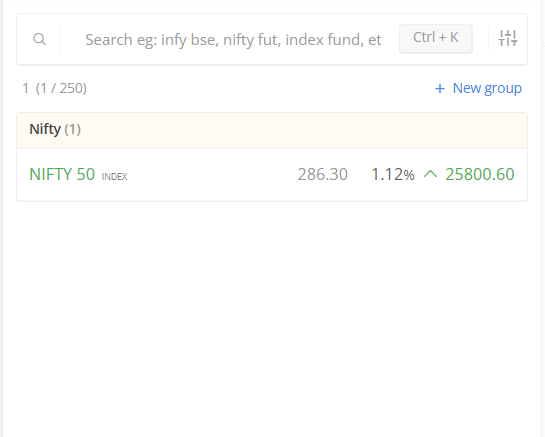 Search eg: infy bse, nifty fut, index fund, et Ctrl + K
1 (1 / 250) + New group
Nifty (1)
NIFTY 50 INDEX 286.30 1.12% 25800.60